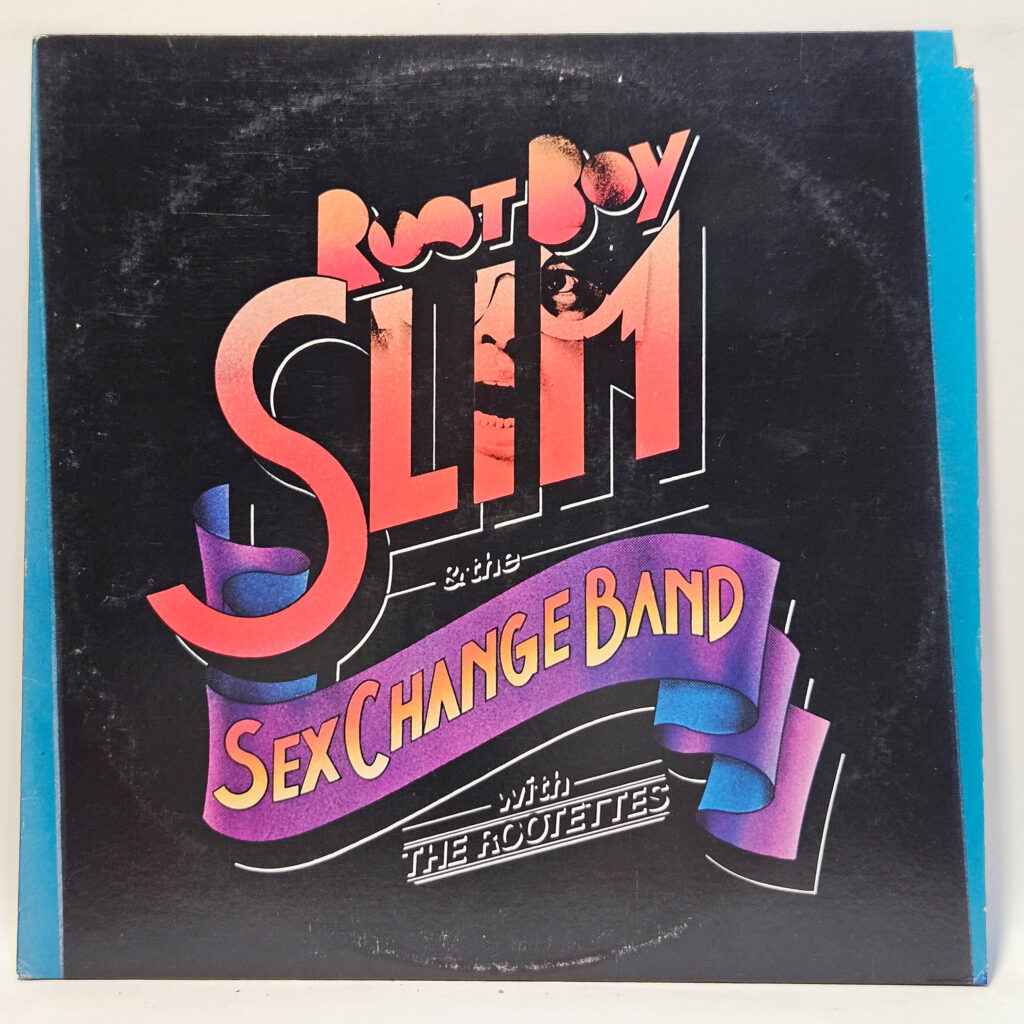 ROOT BOY
SLIM
& the
SEX CHANGE BAND
with
THE ROOTETTES